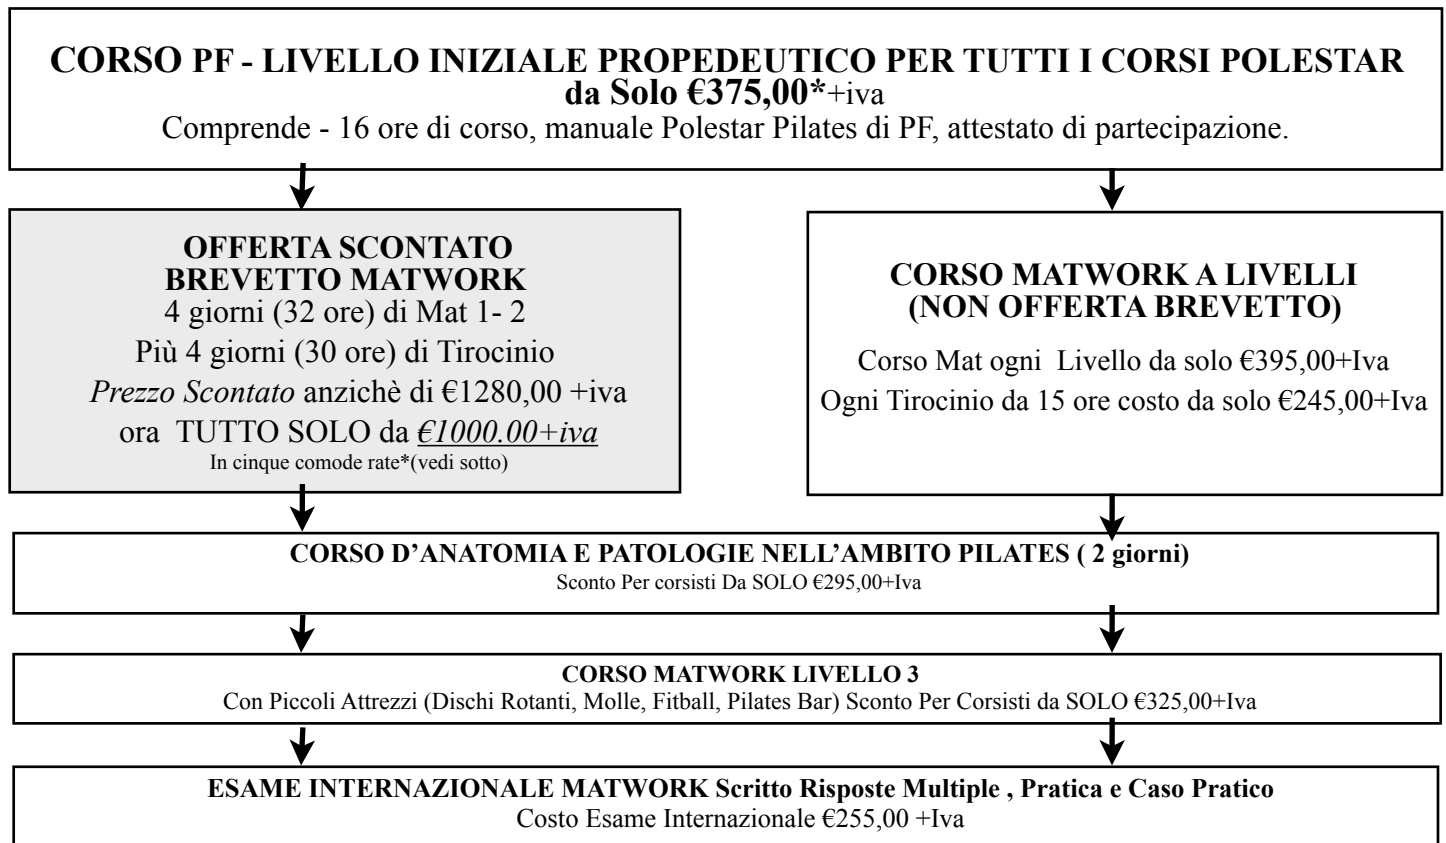 CORSO PF - LIVELLO INIZIALE PROPEDEUTICO PER TUTTI I CORSI POLESTAR
da Solo €375,00*+iva
Comprende - 16 ore di corso, manuale Polestar Pilates di PF, attestato di partecipazione.
OFFERTA SCONTATO
BREVETTO MATWORK
4 giorni (32 ore) di Mat 1- 2
Più 4 giorni (30 ore) di Tirocinio
Prezzo Scontato anzichè di €1280,00 +iva
ora TUTTO SOLO da €1000.00+iva
In cinque comode rate*(vedi sotto)
CORSO MATWORK A LIVELLI
(NON OFFERTA BREVETTO)
Corso Mat ogni Livello da solo €395,00+Iva
Ogni Tirocinio da 15 ore costo da solo €245,00+Iva
CORSO D’ANATOMIA E PATOLOGIE NELL’AMBITO PILATES ( 2 giorni)
Sconto Per corsisti Da SOLO €295,00+Iva
CORSO MATWORK LIVELLO 3
Con Piccoli Attrezzi (Dischi Rotanti, Molle, Fitball, Pilates Bar) Sconto Per Corsisti da SOLO €325,00+Iva
ESAME INTERNAZIONALE MATWORK Scritto Risposte Multiple , Pratica e Caso Pratico
Costo Esame Internazionale €255,00 +Iva